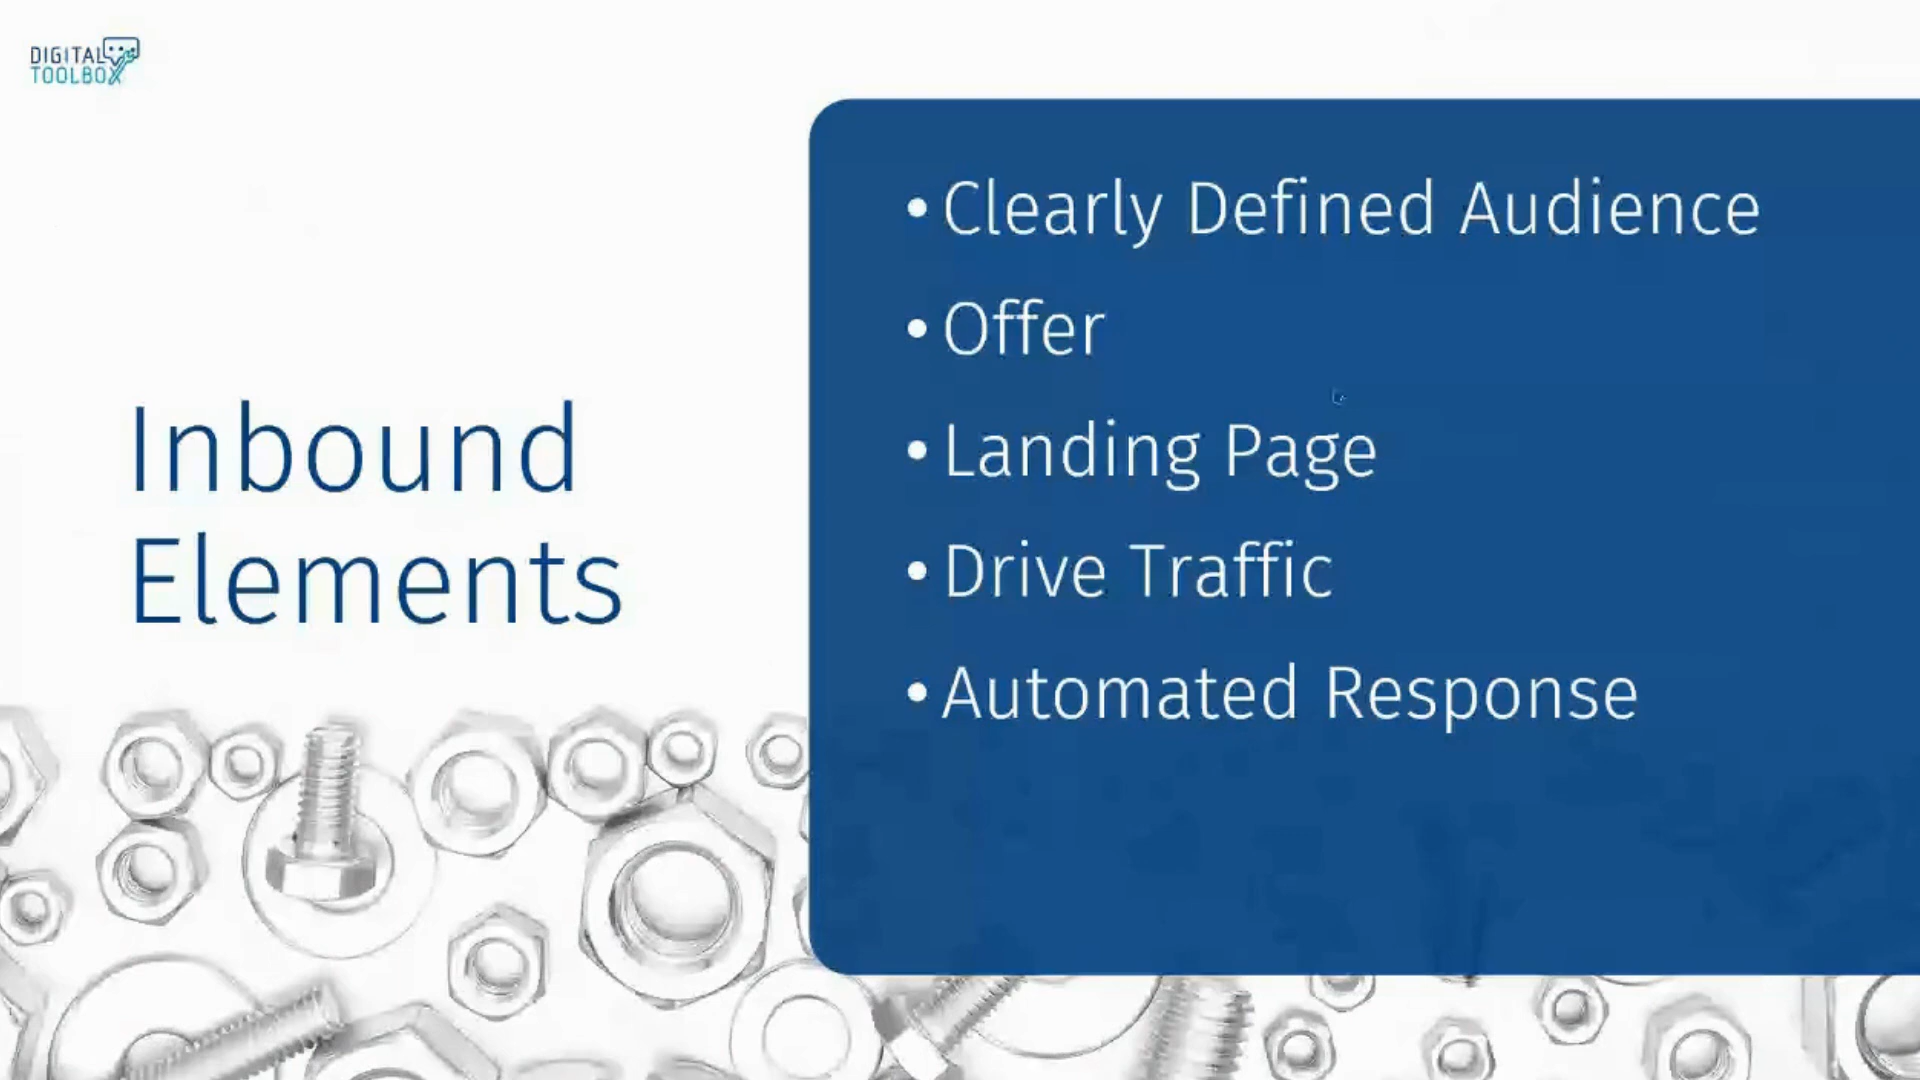 DIGITAL
TOOLBOX
Inbound
Elements
• Clearly Defined Audience
• Offer
• Landing Page
• Drive Traffic
• Automated Response